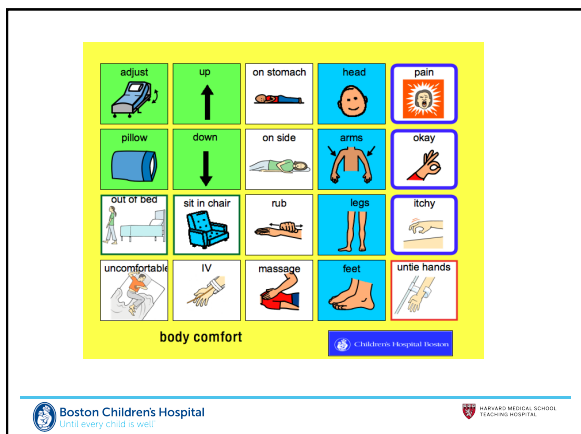 adjust up on stomach head pain
pillow down on side arms okay
out of bed sit in chair rub legs itchy
uncomfortable IV massage feet untie hands
body comfort
Children's Hospital Boston
Boston Children's Hospital
Until every child is well
HARVARD MEDICAL SCHOOL
TEACHING HOSPITAL